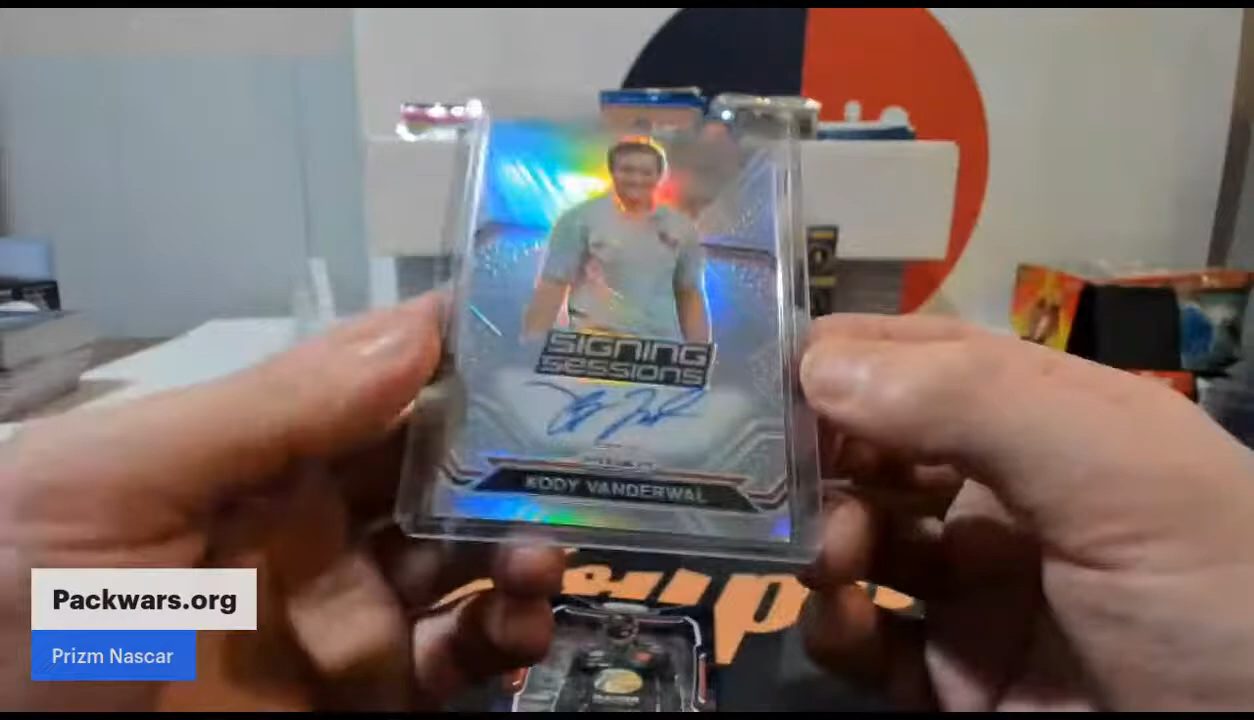 SIGNING
SESSIONS
KODY VANDERWAL
Packwars.org
Prizm Nascar